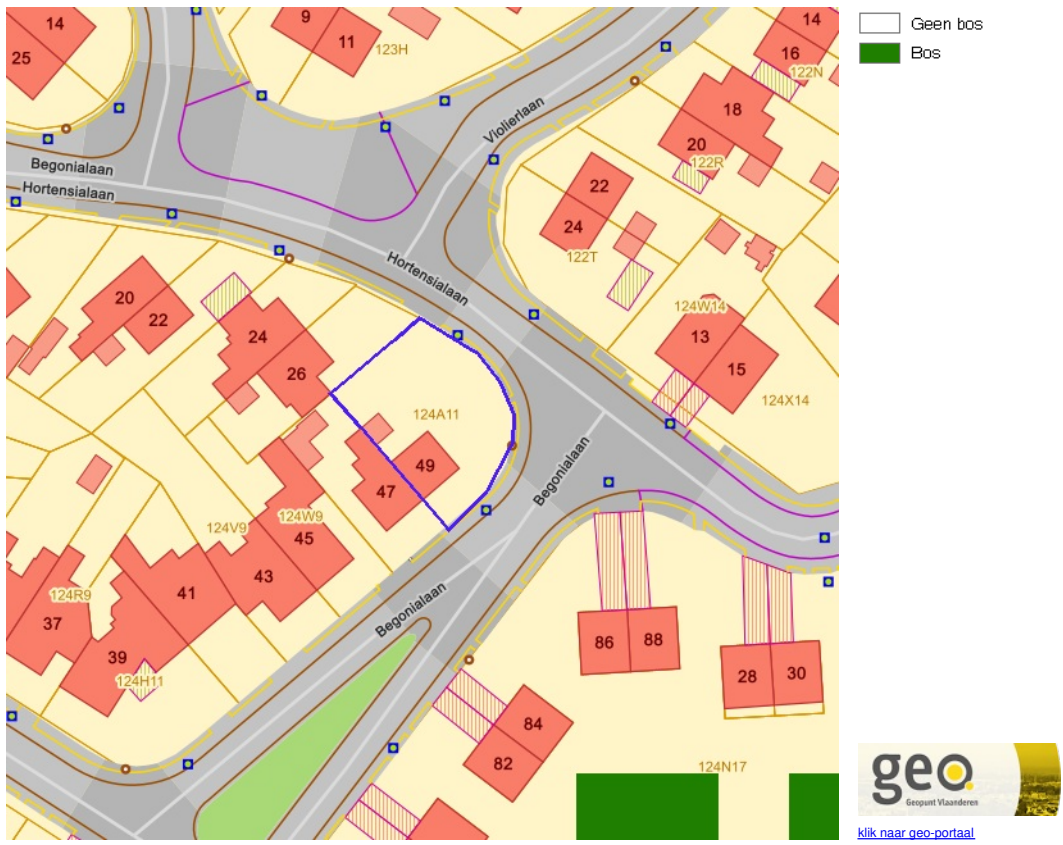 Geen bos
Bos
14
25
9
11
123H
14
16
122N
18
20
122R
Violierlaan
Begonialaan
Hortensialaan
22
24
122T
Hortensialaan
20
22
24
26
124W14
13
15
124X14
124A11
49
47
Begonialaan
124V9
124W9
45
43
41
124R9
37
39
124H11
Begonialaan
86
88
28
30
84
82
124N17
geo.
Geopunt Vlaanderen
klik naar geo-portaal